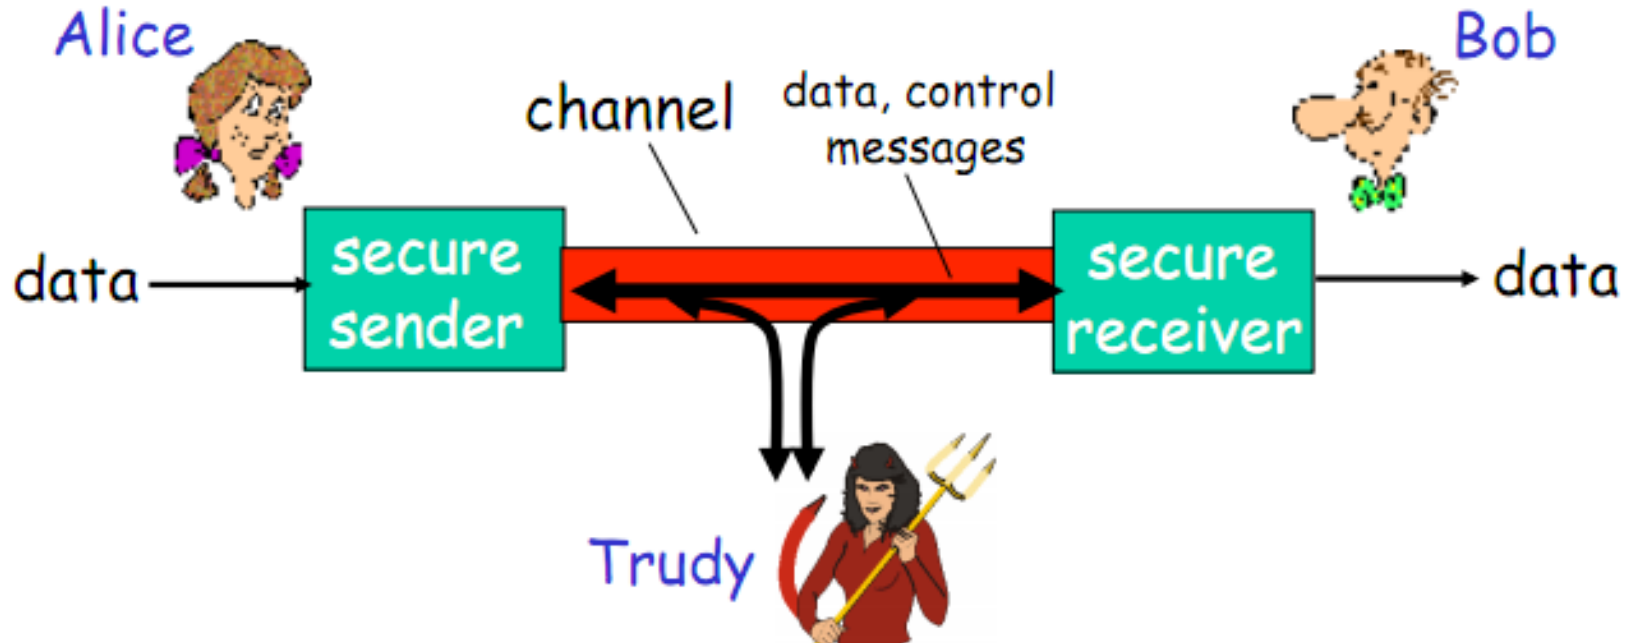 Alice
Bob
channel
data, control
messages
data
secure
sender
secure
receiver
data
Trudy